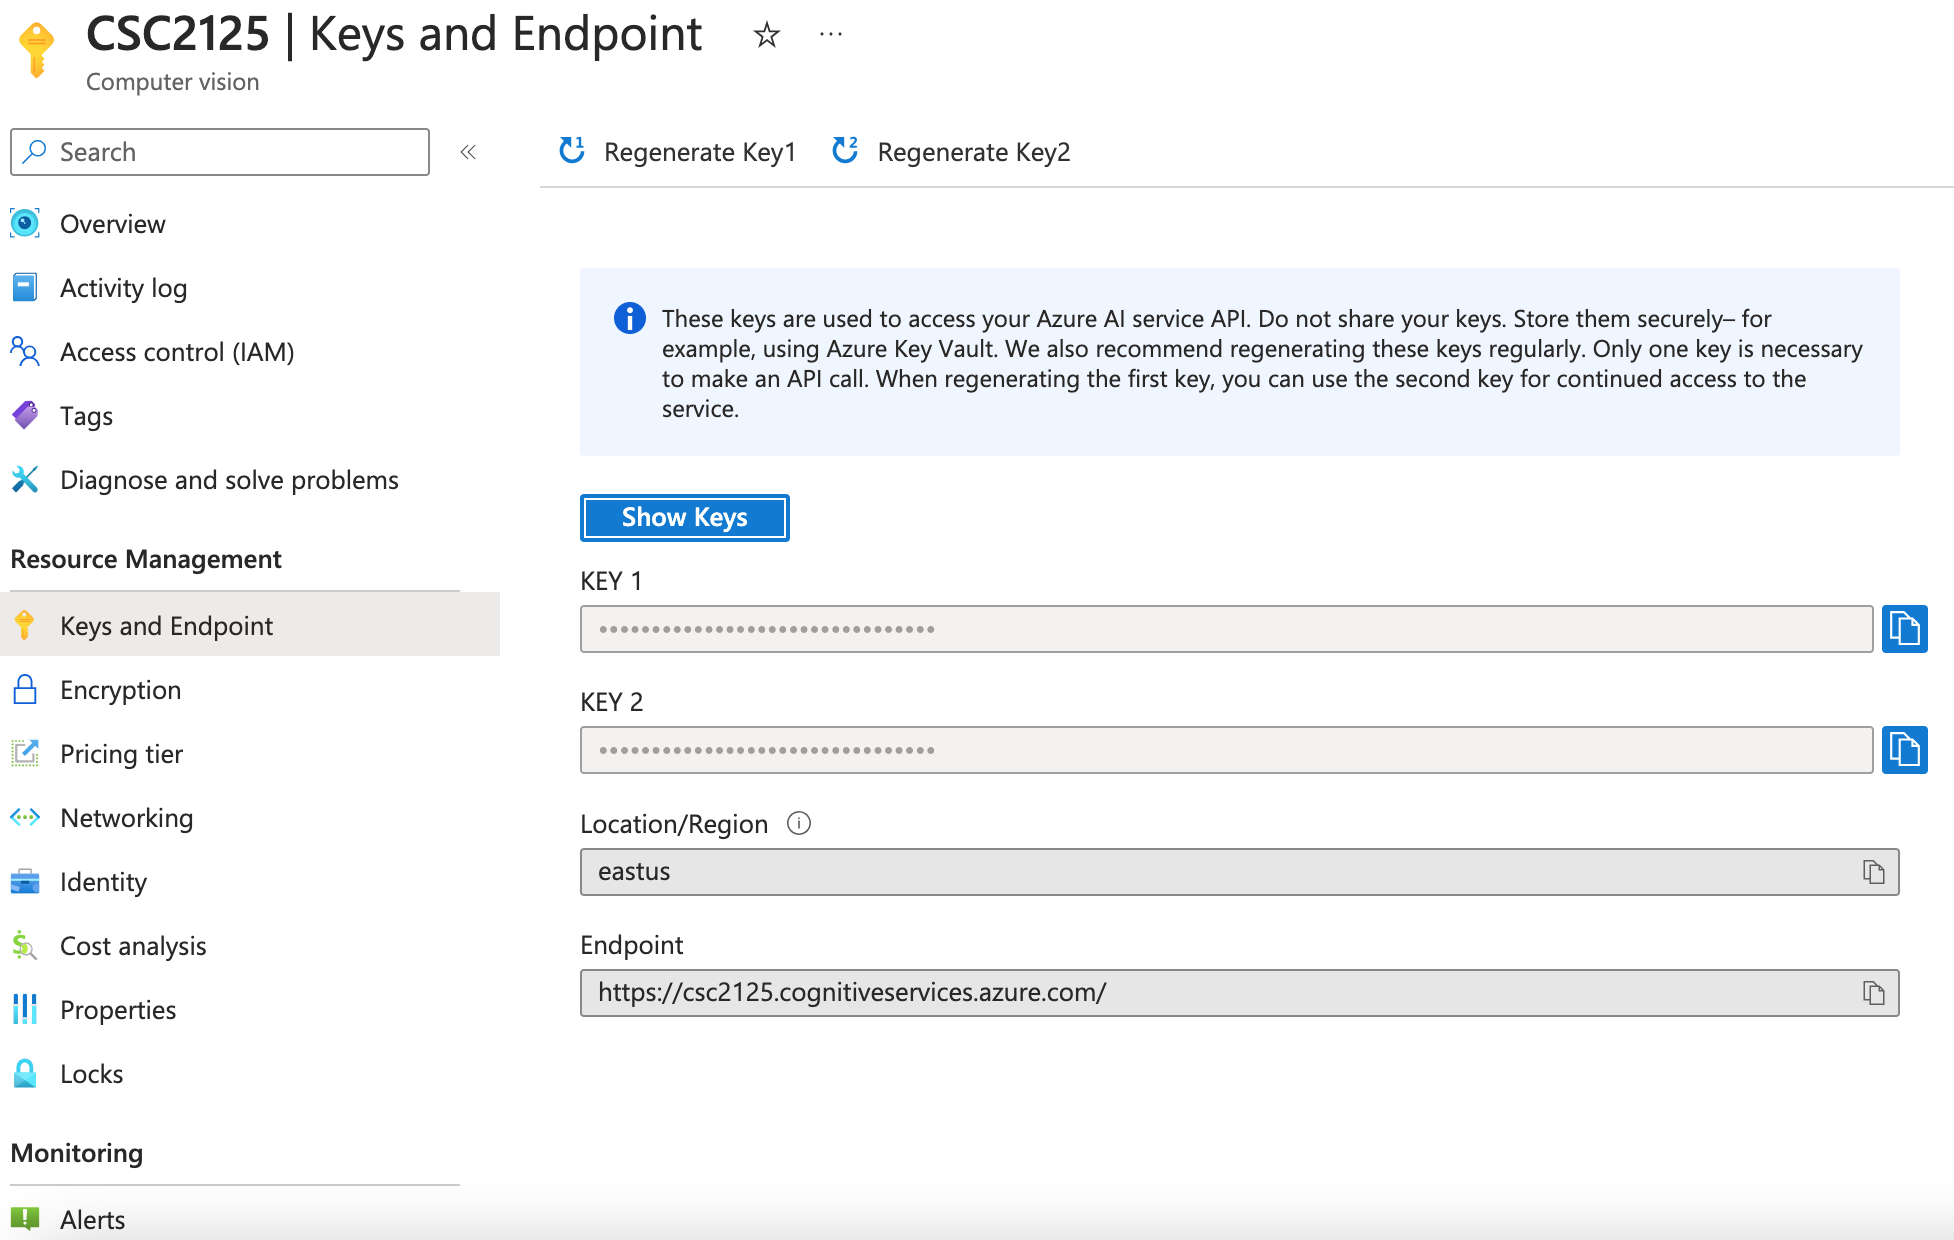 CSC2125 | Keys and Endpoint
Computer vision
Search
Overview
Activity log
Access control (IAM)
Tags
Diagnose and solve problems
Resource Management
Keys and Endpoint
Encryption
Pricing tier
Networking
Identity
Cost analysis
Properties
Locks
Monitoring
Alerts
1 Regenerate Key1
2 Regenerate Key2
These keys are used to access your Azure AI service API. Do not share your keys. Store them securely– for
example, using Azure Key Vault. We also recommend regenerating these keys regularly. Only one key is necessary
to make an API call. When regenerating the first key, you can use the second key for continued access to the
service.
Show Keys
KEY 1
••••••••••••••••••••••••••••••••
KEY 2
••••••••••••••••••••••••••••••••
Location/Region
eastus
Endpoint
https://csc2125.cognitiveservices.azure.com/